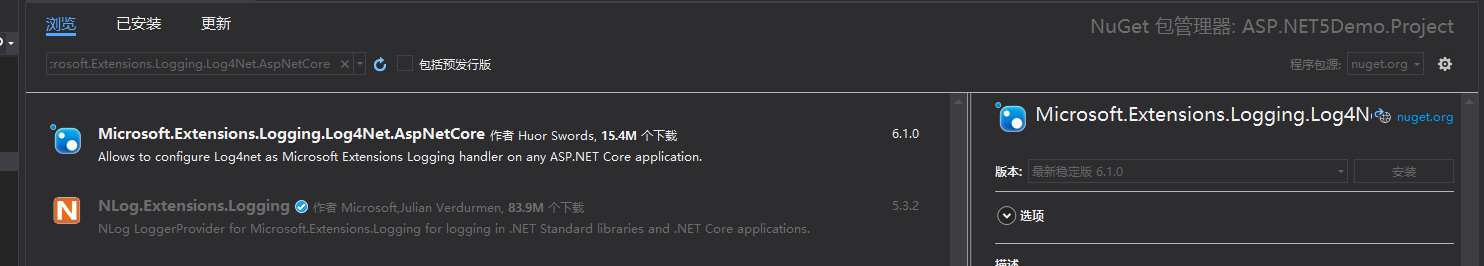 浏览 已安装 更新 NuGet 包管理器: ASP.NET5Demo.Project
:rosoft.Extensions.Logging.Log4Net.AspNetCore 包括预发行版 程序包源: nuget.org
Microsoft.Extensions.Logging.Log4Net.AspNetCore 作者 Huor Swords, 15.4M 个下载 6.1.0
Allows to configure Log4net as Microsoft Extensions Logging handler on any ASP.NET Core application.
NLog.Extensions.Logging 作者 Microsoft,Julian Verdurmen, 83.9M 个下载 5.3.2
NLog LoggerProvider for Microsoft.Extensions.Logging for logging in .NET Standard libraries and .NET Core applications.
Microsoft.Extensions.Logging.Log4N nuget.org
版本: 最新稳定版 6.1.0 安装
选项
描述